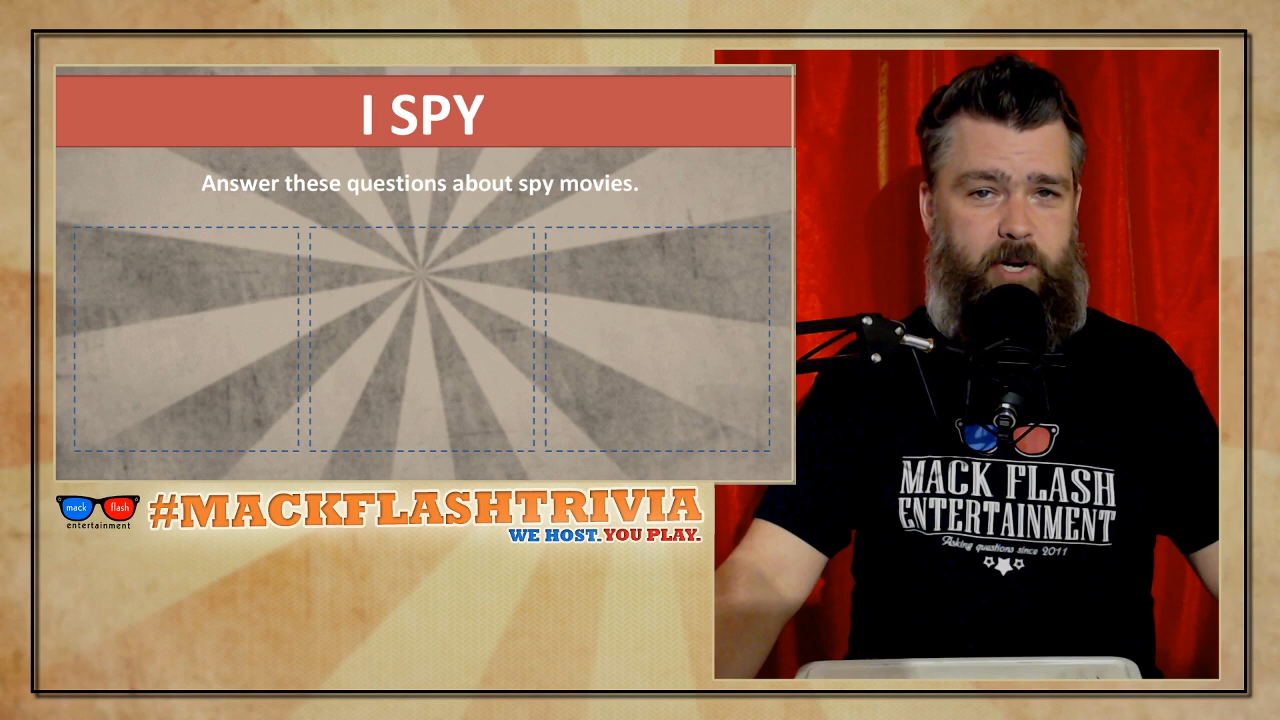 I SPY
Answer these questions about spy movies.
mack flash
entertainment
#MACKFLASHTRIVIA
WE HOST. YOU PLAY.
MACK FLASH
ENTERTAINMENT
Asking questions since 2011